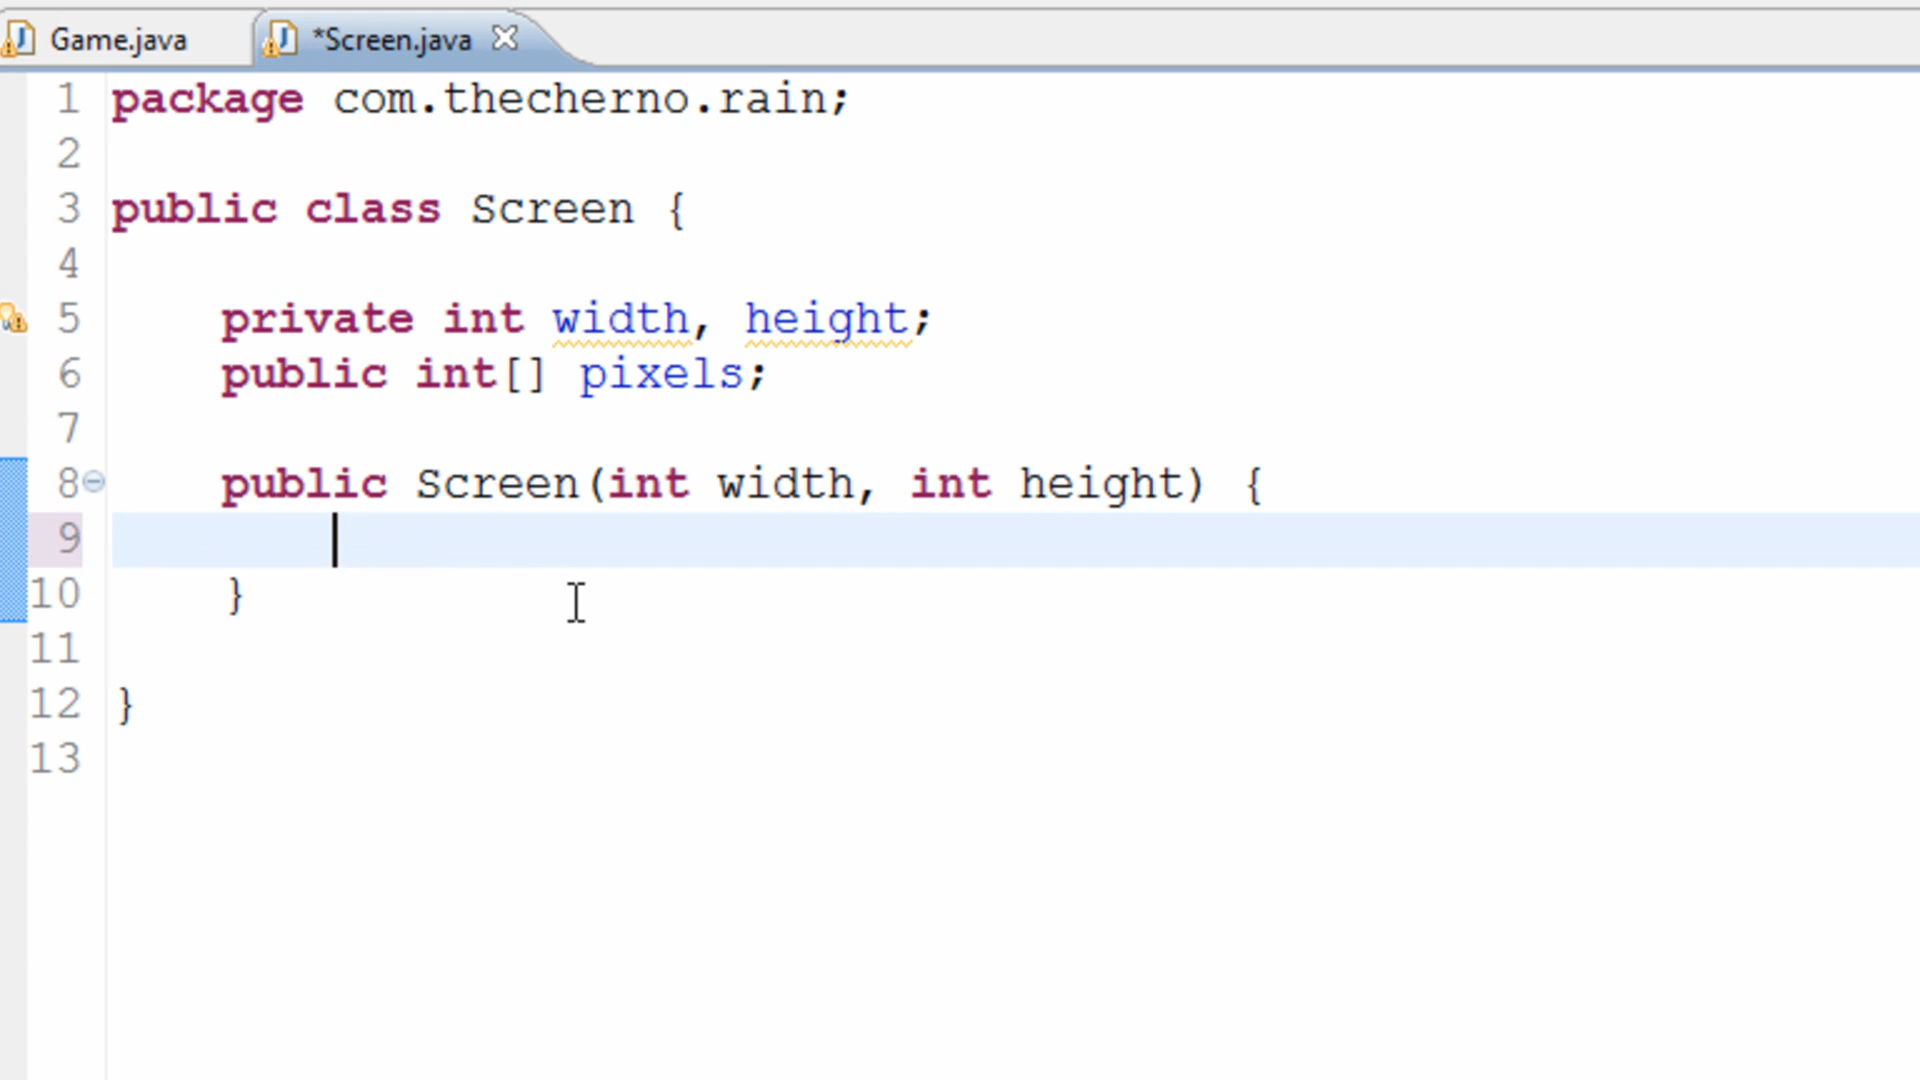 Game.java
*Screen.java
1 package com.thecherno.rain;
2
3 public class Screen {
4
5 private int width, height;
6 public int[] pixels;
7
8 public Screen(int width, int height) {
9
10 }
11
12 }
13